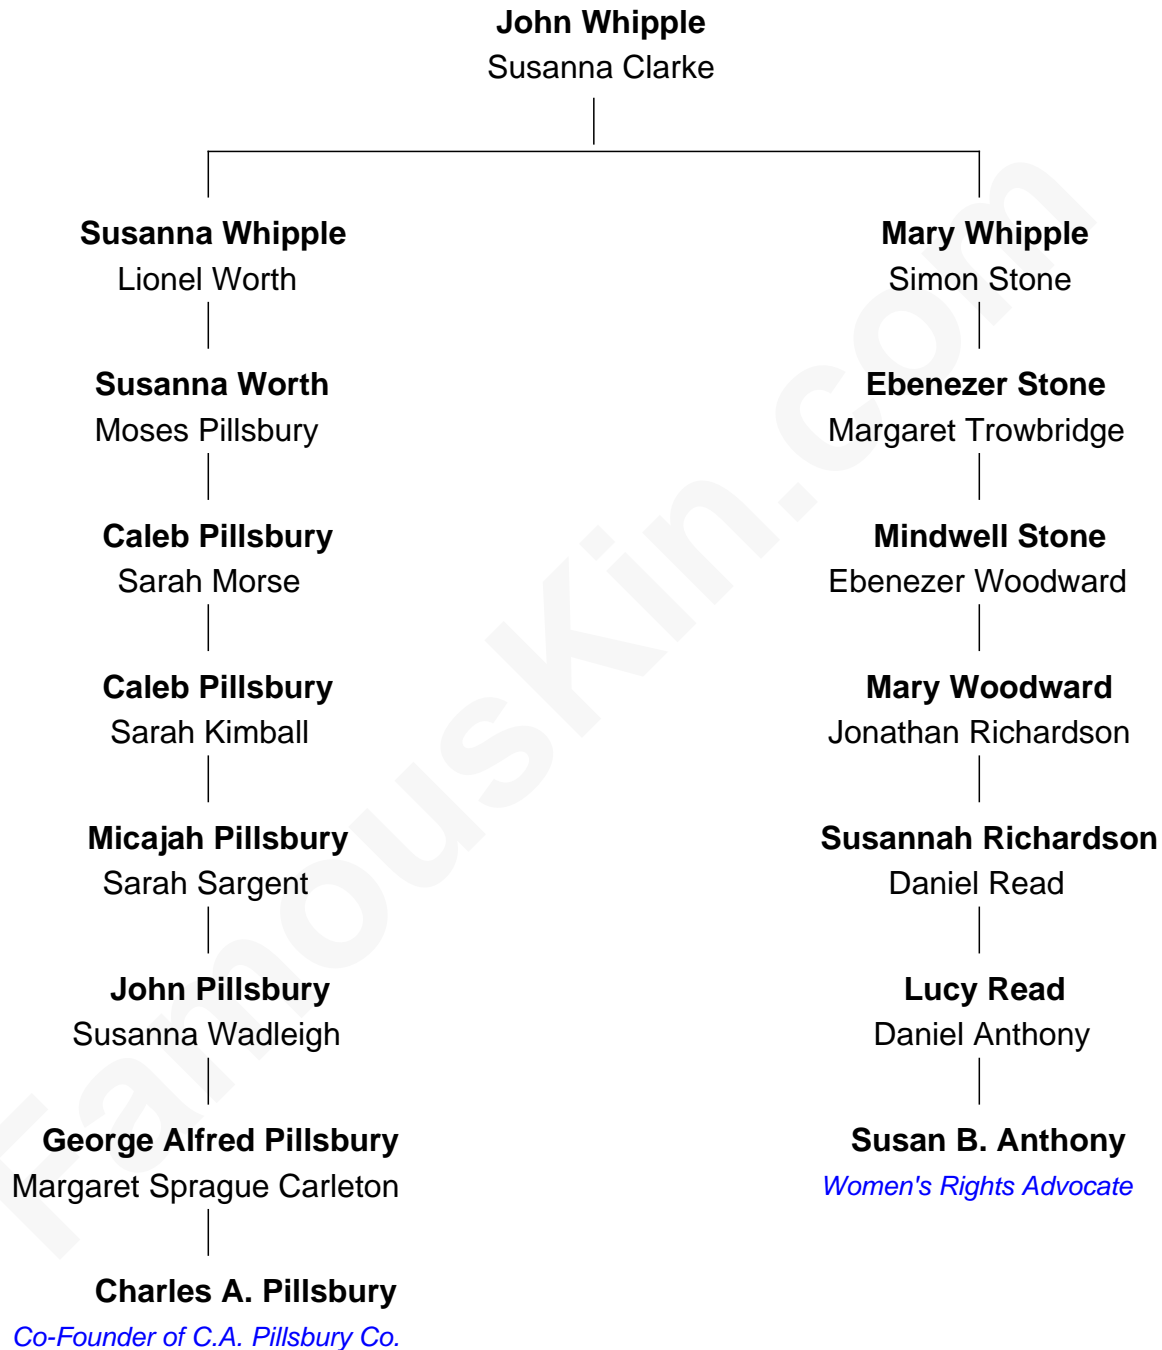 John Whipple
Susanna Clarke
Susanna Whipple
Lionel Worth
Mary Whipple
Simon Stone
Susanna Worth
Moses Pillsbury
Ebenezer Stone
Margaret Trowbridge
Caleb Pillsbury
Sarah Morse
Mindwell Stone
Ebenezer Woodward
Caleb Pillsbury
Sarah Kimball
Mary Woodward
Jonathan Richardson
Micajah Pillsbury
Sarah Sargent
Susannah Richardson
Daniel Read
John Pillsbury
Susanna Wadleigh
Lucy Read
Daniel Anthony
George Alfred Pillsbury
Margaret Sprague Carleton
Susan B. Anthony
Women's Rights Advocate
Charles A. Pillsbury
Co-Founder of C.A. Pillsbury Co.
FamousKin.com